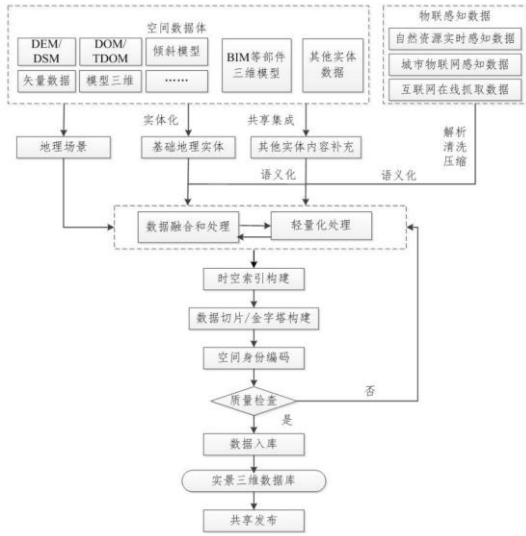 空间数据体
DEM/
DSM
DOM/
TDOM
倾斜模型
矢量数据
模型三维
……
BIM等部件
三维模型
其他实体
数据
物联感知数据
自然资源实时感知数据
城市物联网感知数据
互联网在线抓取数据
实体化
共享集成
解析
清洗
压缩
地理场景
基础地理实体
其他实体内容补充
语义化
语义化
数据融合和处理
轻量化处理
时空索引构建
数据切片/金字塔构建
空间身份编码
质量检查
否
是
数据入库
实景三维数据库
共享发布